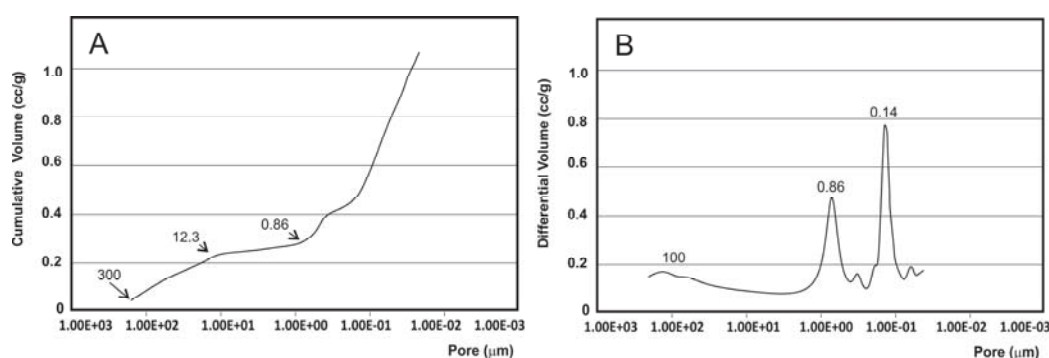 A
Cumulative Volume (cc/g)
1.0
0.8
0.6
0.4
0.2
0
300
12.3
0.86
1.00E+03 1.00E+02 1.00E+01 1.00E+00 1.00E-01 1.00E-02 1.00E-03
Pore (µm)
B
Differential Volume (cc/g)
1.0
0.8
0.6
0.4
0.2
0
100
0.86
0.14
1.00E+03 1.00E+02 1.00E+01 1.00E+00 1.00E-01 1.00E-02 1.00E-03
Pore (µm)